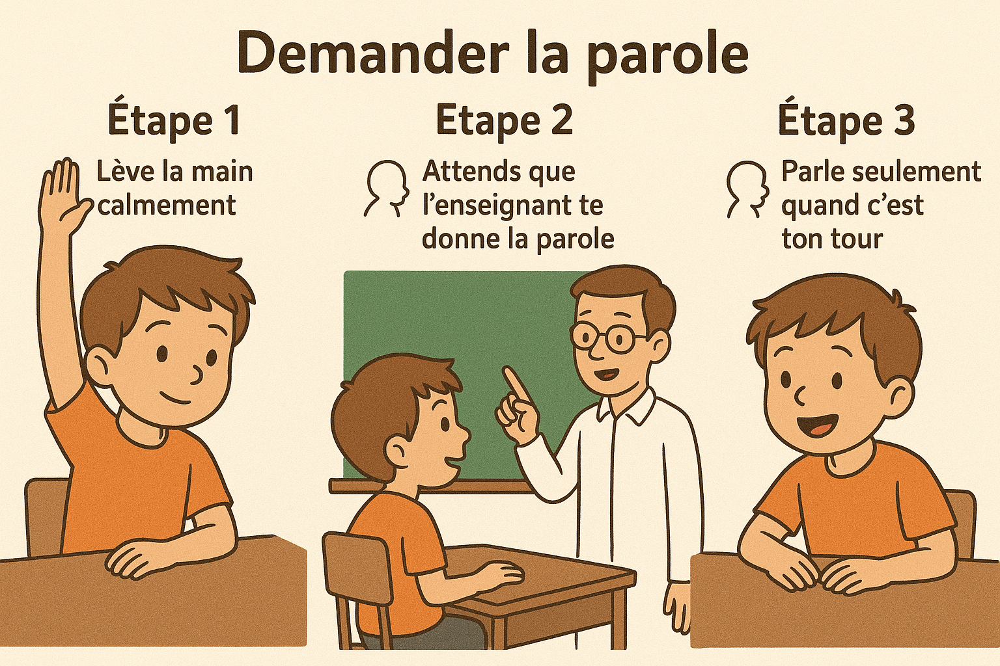 Demander la parole
Étape 1
Lève la main
calmement
Etape 2
Attends que
l’enseignant te
donne la parole
Étape 3
Parle seulement
quand c’est
ton tour